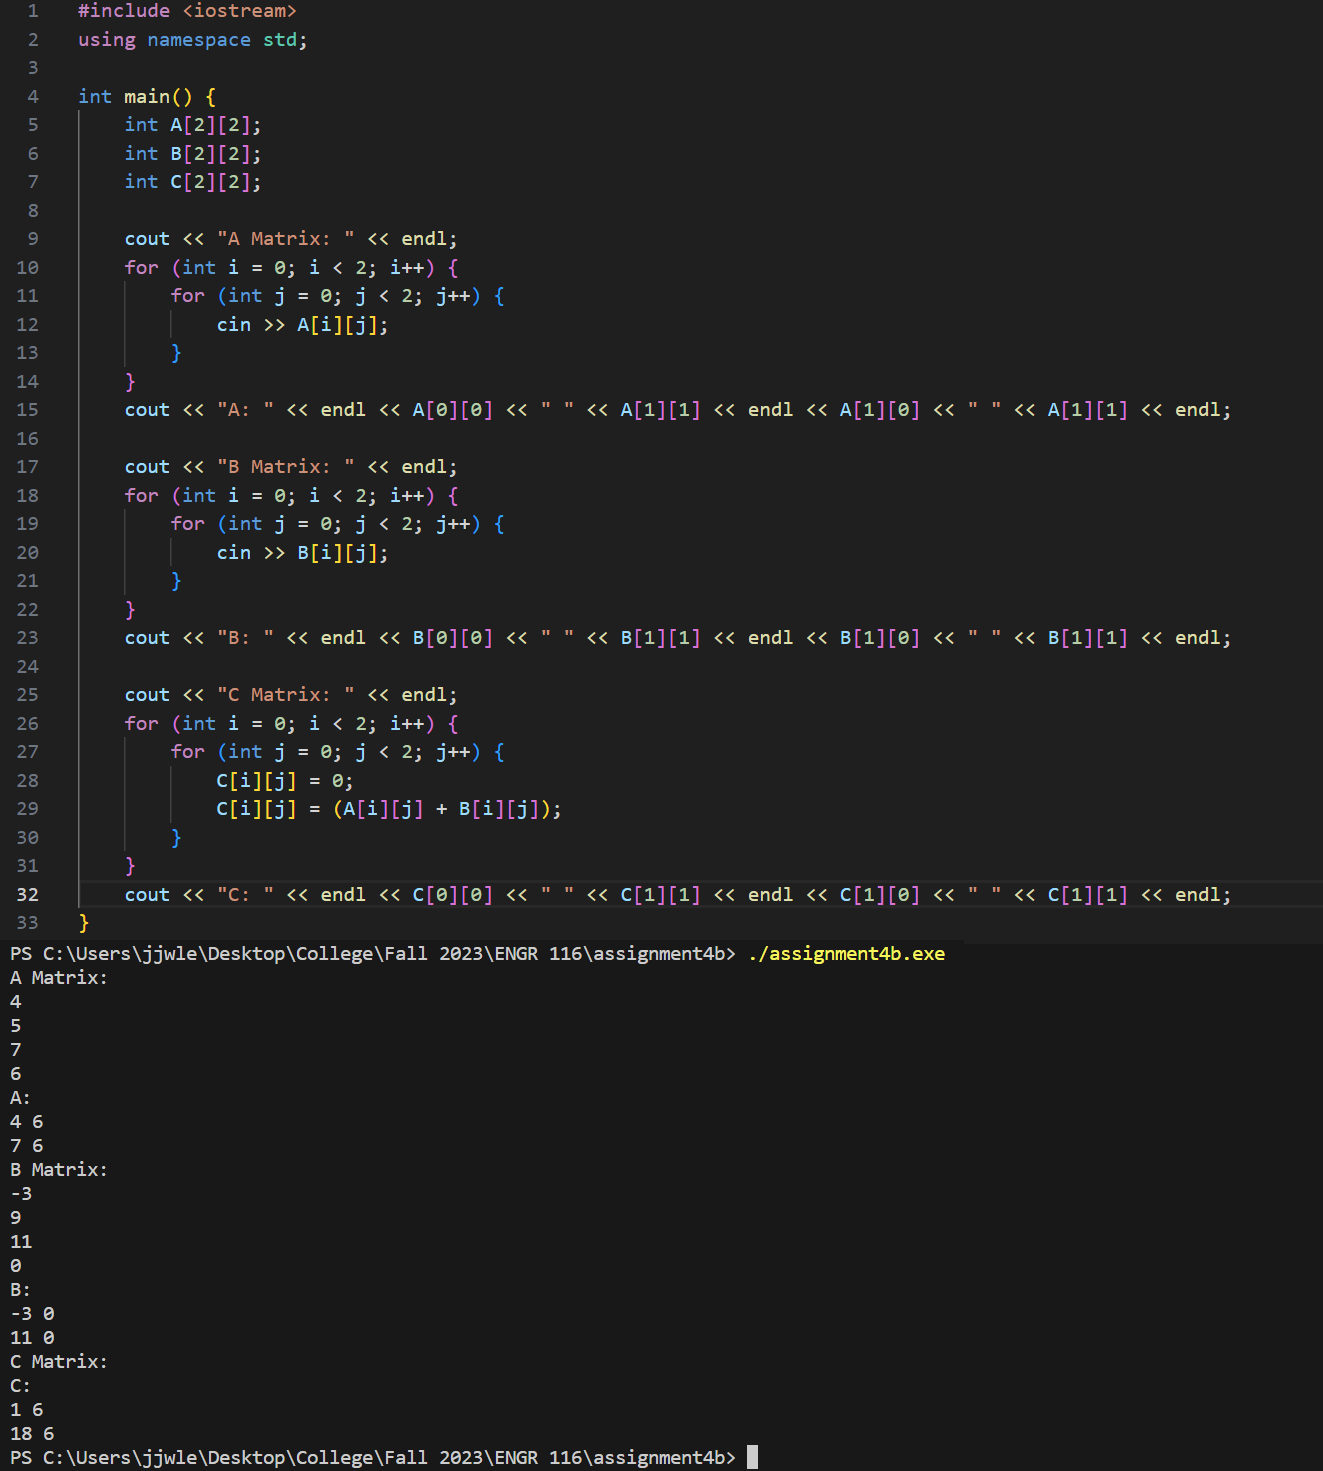 1 #include <iostream>
2 using namespace std;
3
4 int main() {
5     int A[2][2];
6     int B[2][2];
7     int C[2][2];
8
9     cout << "A Matrix: " << endl;
10     for (int i = 0; i < 2; i++) {
11         for (int j = 0; j < 2; j++) {
12             cin >> A[i][j];
13         }
14     }
15     cout << "A: " << endl << A[0][0] << " " << A[1][1] << endl << A[1][0] << " " << A[1][1] << endl;
16
17     cout << "B Matrix: " << endl;
18     for (int i = 0; i < 2; i++) {
19         for (int j = 0; j < 2; j++) {
20             cin >> B[i][j];
21         }
22     }
23     cout << "B: " << endl << B[0][0] << " " << B[1][1] << endl << B[1][0] << " " << B[1][1] << endl;
24
25     cout << "C Matrix: " << endl;
26     for (int i = 0; i < 2; i++) {
27         for (int j = 0; j < 2; j++) {
28             C[i][j] = 0;
29             C[i][j] = (A[i][j] + B[i][j]);
30         }
31     }
32     cout << "C: " << endl << C[0][0] << " " << C[1][1] << endl << C[1][0] << " " << C[1][1] << endl;
33 }
PS C:\Users\jjwle\Desktop\College\Fall 2023\ENGR 116\assignment4b> ./assignment4b.exe
A Matrix:
4
5
7
6
A:
4 6
7 6
B Matrix:
-3
9
11
0
B:
-3 0
11 0
C Matrix:
C:
1 6
18 6
PS C:\Users\jjwle\Desktop\College\Fall 2023\ENGR 116\assignment4b>